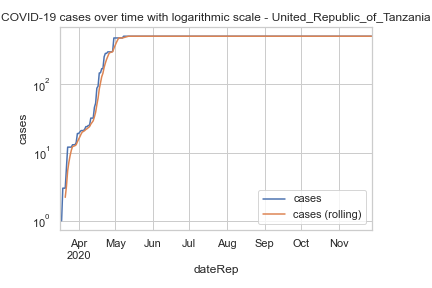 COVID-19 cases over time with logarithmic scale - United_Republic_of_Tanzania
cases
10^2
10^1
10^0
cases
cases (rolling)
Apr May Jun Jul Aug Sep Oct Nov
2020
dateRep